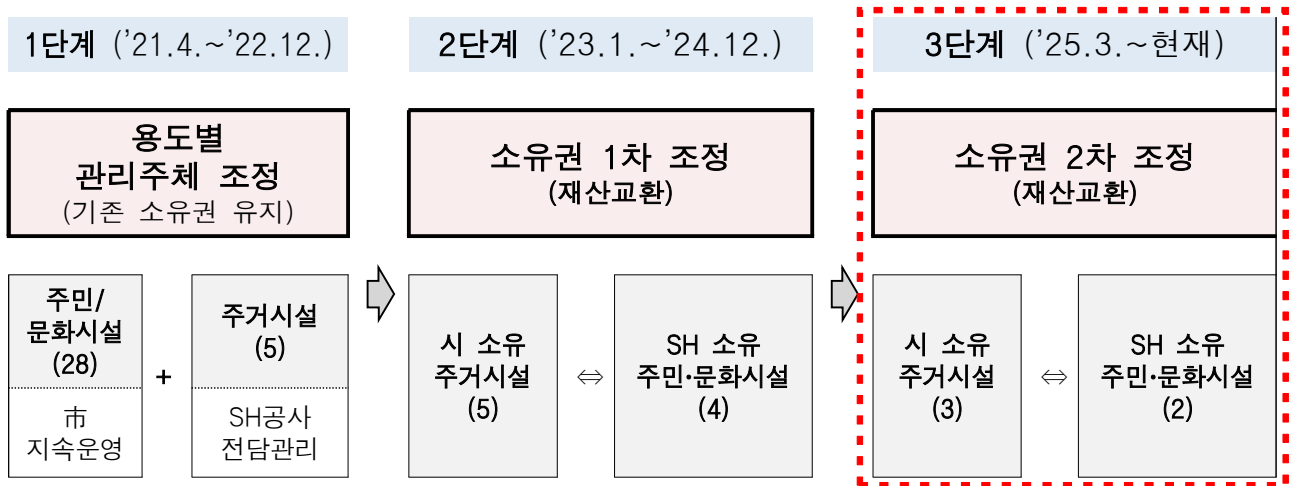 1단계 ('21.4.~'22.12.)
용도별
관리주체 조정
(기존 소유권 유지)
주민/
문화시설
(28)
市
지속운영
+
주거시설
(5)
SH공사
전담관리
2단계 ('23.1.~'24.12.)
소유권 1차 조정
(재산교환)
시 소유
주거시설
(5)
⇔
SH 소유
주민·문화시설
(4)
3단계 ('25.3.~현재)
소유권 2차 조정
(재산교환)
시 소유
주거시설
(3)
⇔
SH 소유
주민·문화시설
(2)